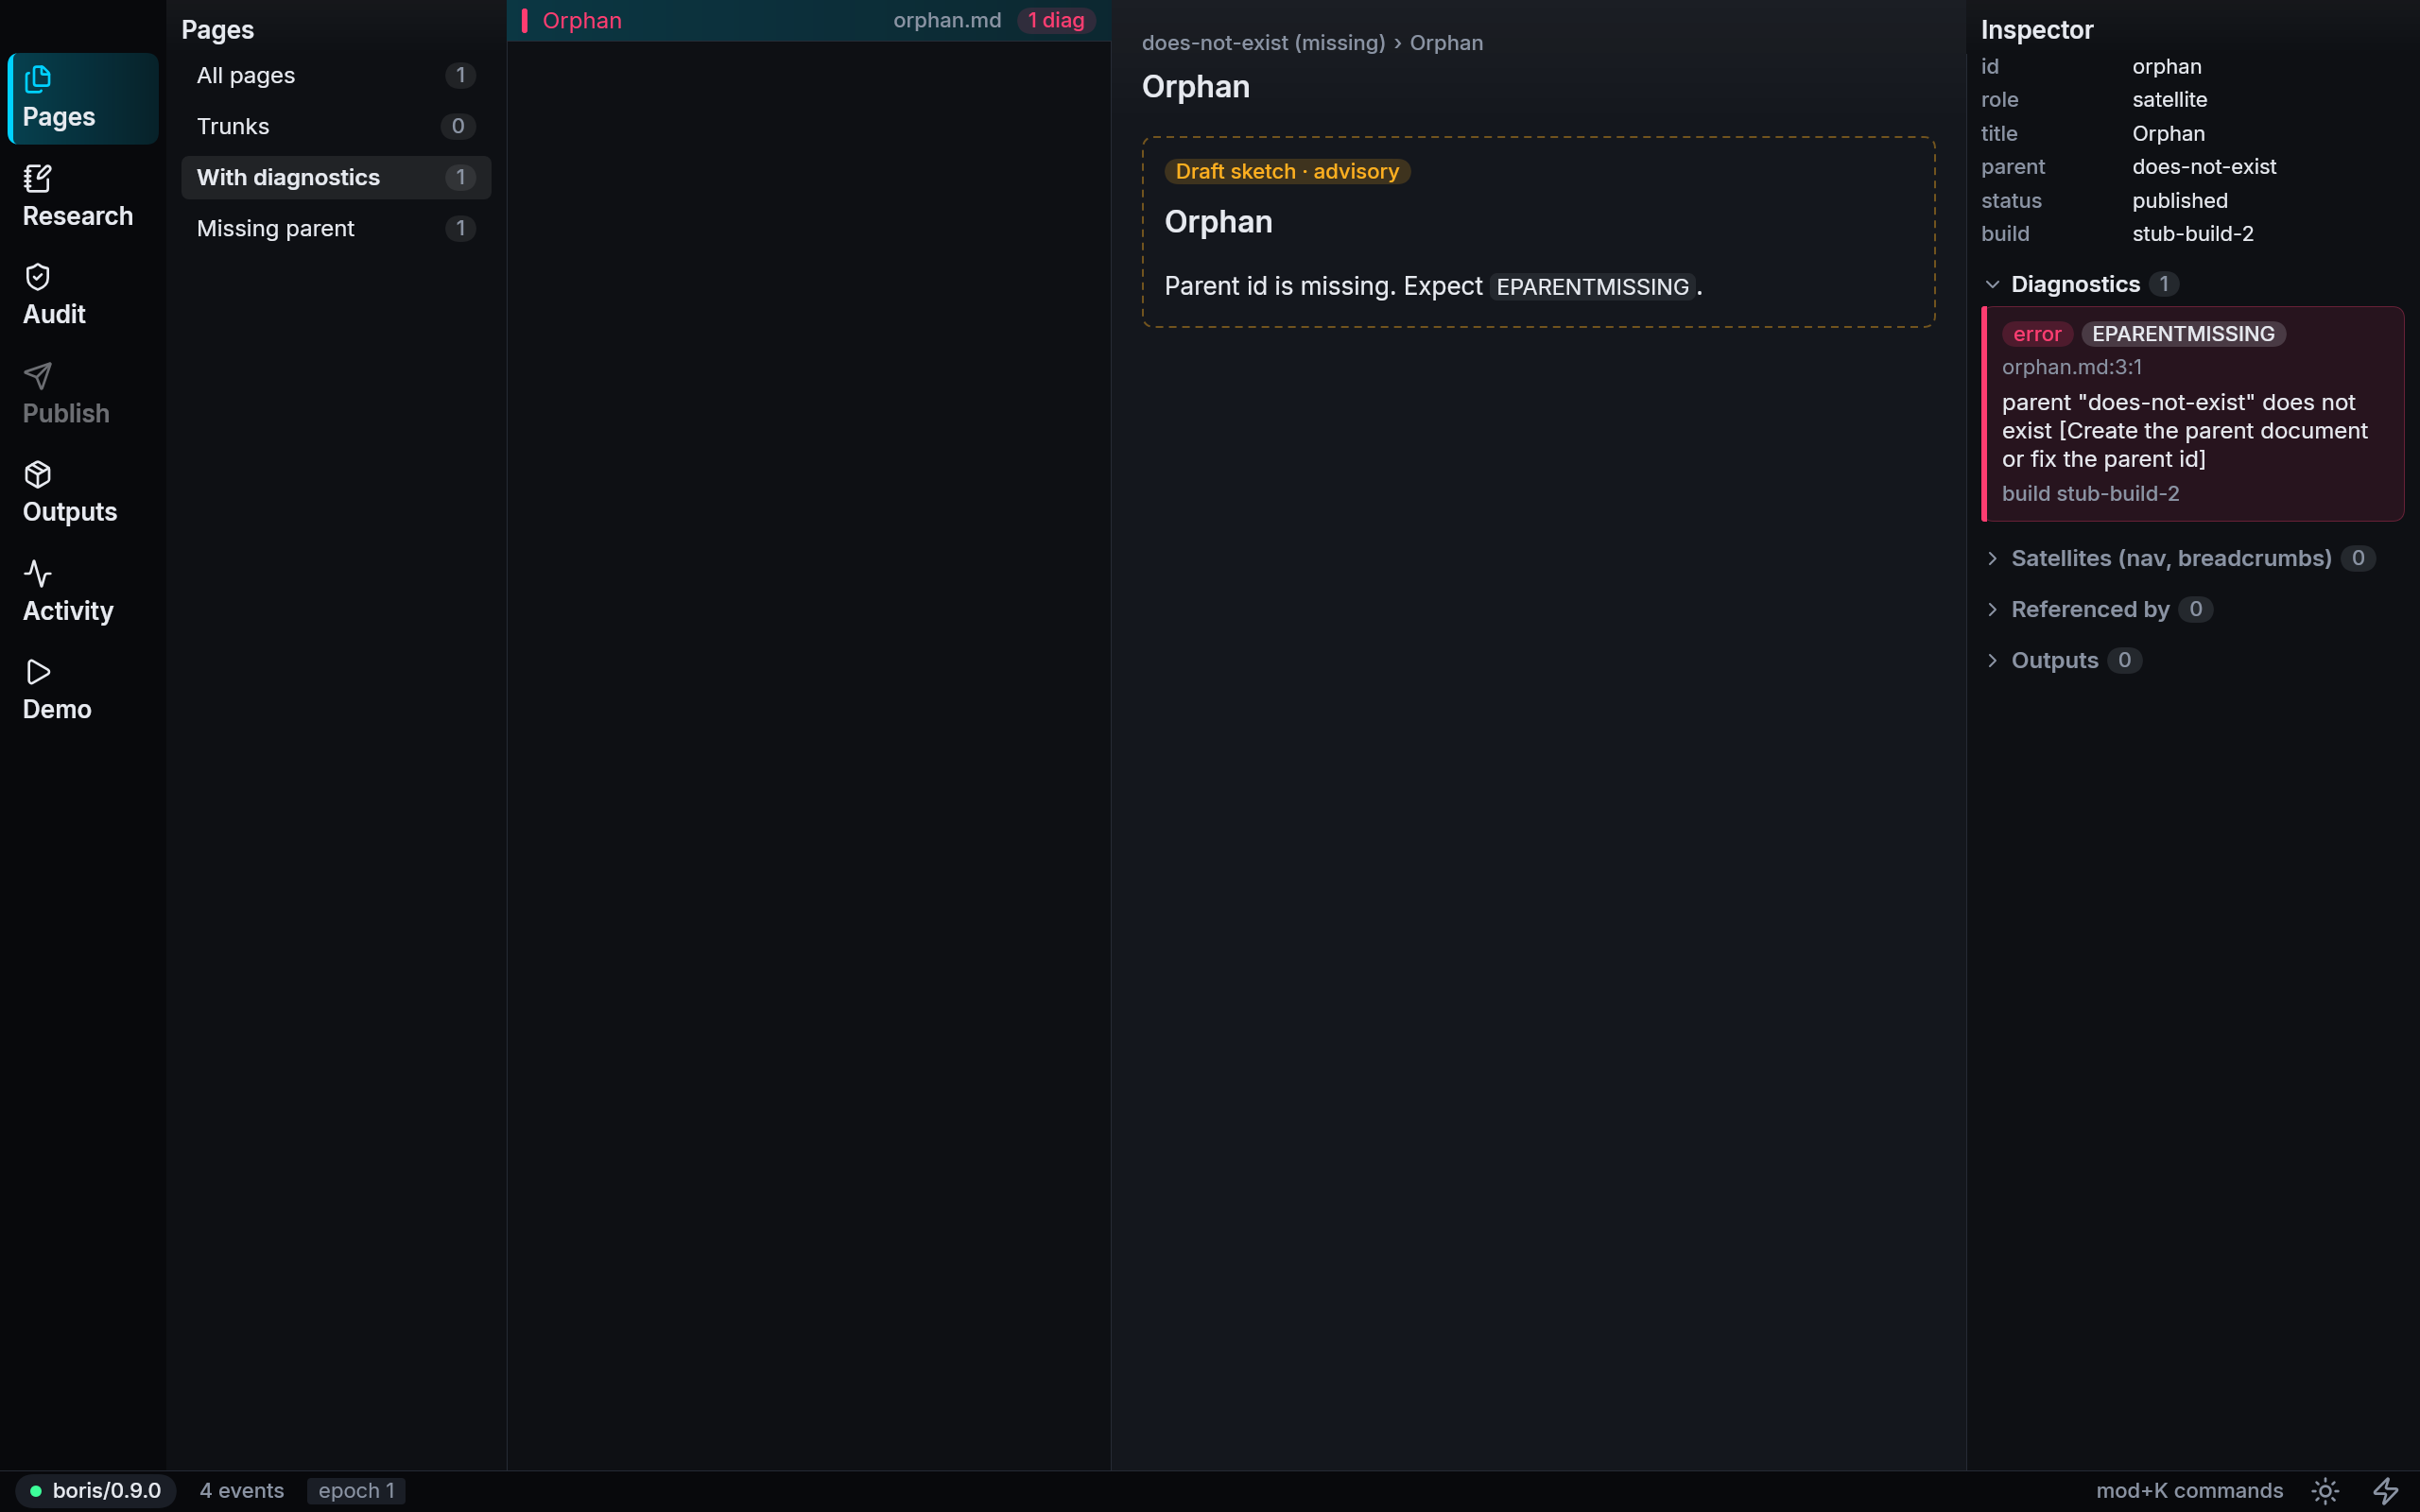 Pages
Research
Audit
Publish
Outputs
Activity
Demo
Pages
All pages 1
Trunks 0
With diagnostics 1
Missing parent 1
Orphan orphan.md 1 diag
does-not-exist (missing) › Orphan
Orphan
Draft sketch · advisory
Orphan
Parent id is missing. Expect EPARENTMISSING.
Inspector
id orphan
role satellite
title Orphan
parent does-not-exist
status published
build stub-build-2
Diagnostics 1
error EPARENTMISSING
orphan.md:3:1
parent "does-not-exist" does not
exist [Create the parent document
or fix the parent id]
build stub-build-2
Satellites (nav, breadcrumbs) 0
Referenced by 0
Outputs 0
boris/0.9.0 4 events epoch 1 mod+K commands